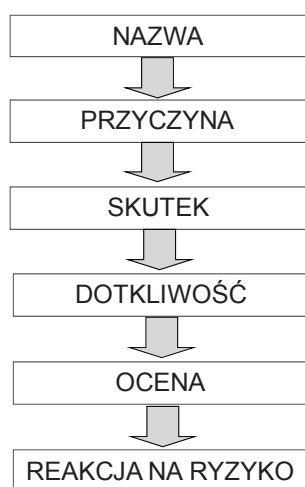 NAZWA
PRZYCZYNA
SKUTEK
DOTKLIWOŚĆ
OCENA
REAKCJA NA RYZYKO